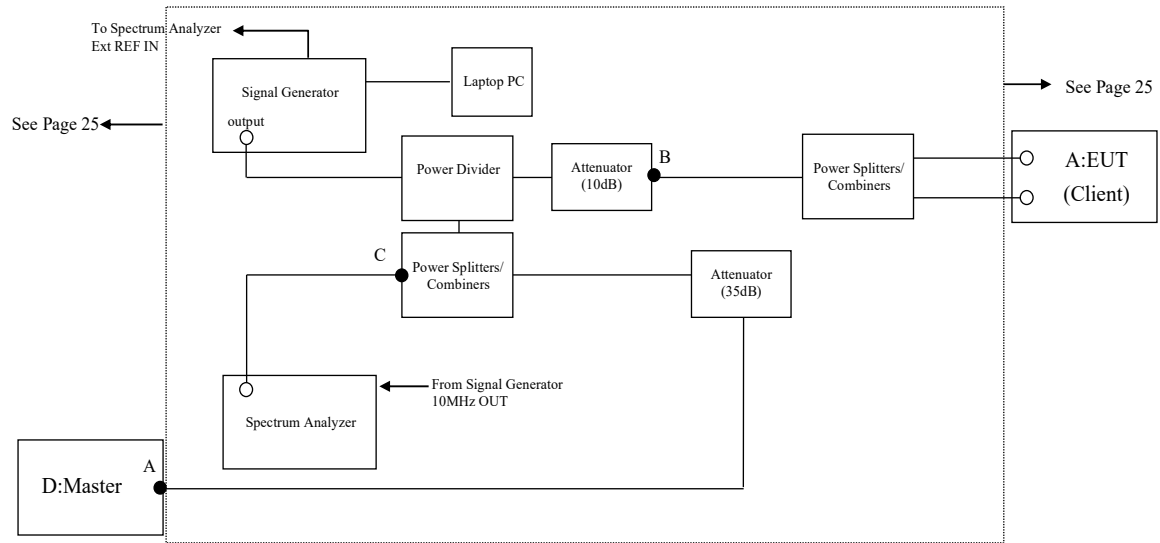 To Spectrum Analyzer
Ext REF IN
Signal Generator
output
Laptop PC
See Page 25
See Page 25
Power Divider
Attenuator
(10dB)
B
Power Splitters/
Combiners
A:EUT
(Client)
C
Power Splitters/
Combiners
Attenuator
(35dB)
From Signal Generator
10MHz OUT
Spectrum Analyzer
D:Master
A